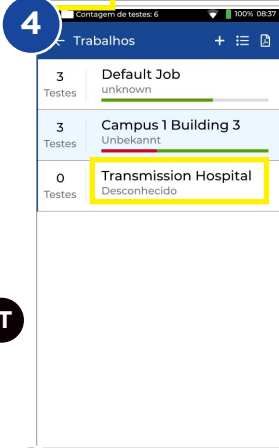 4
Contagem de testes: 6 100% 08:37
← Trabalhos +
3 Default Job
Testes unknown
3 Campus 1 Building 3
Testes Unbekannt
0 Transmission Hospital
Testes Desconhecido
T